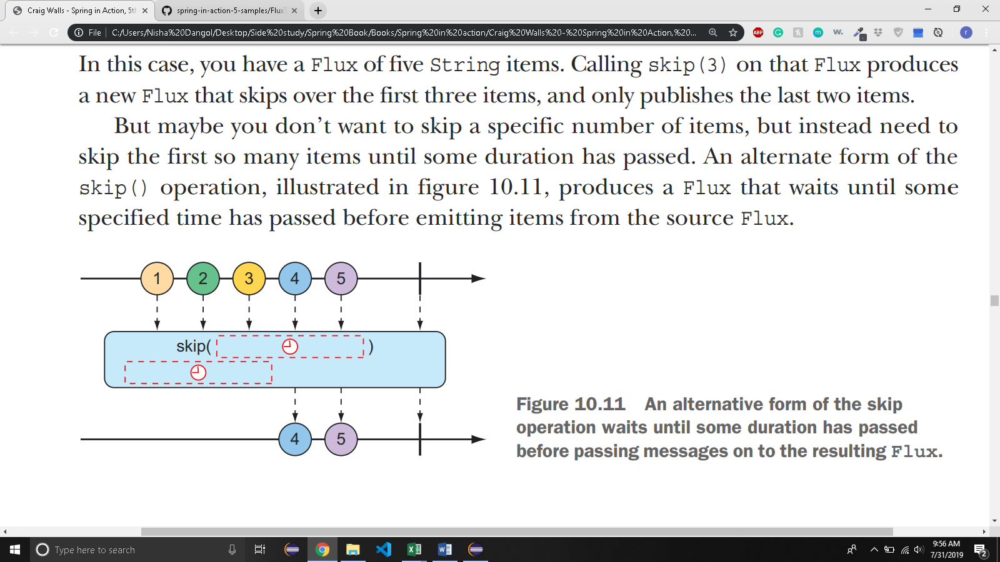 Craig Walls - Spring in Action, 5th
spring-in-action-5-samples/FluxT
File
C:/Users/Nisha%20Dangol/Desktop/Side%20study/Spring%20Book/Books/Spring%20in%20action/Craig%20Walls%20-%20Spring%20in%20Action,%20...
ABP
G
m
w.
r
In this case, you have a Flux of five String items. Calling skip(3) on that Flux produces
a new Flux that skips over the first three items, and only publishes the last two items.
But maybe you don't want to skip a specific number of items, but instead need to
skip the first so many items until some duration has passed. An alternate form of the
skip() operation, illustrated in figure 10.11, produces a Flux that waits until some
specified time has passed before emitting items from the source Flux.
1 2 3 4 5
skip( )
4 5
Figure 10.11 An alternative form of the skip
operation waits until some duration has passed
before passing messages on to the resulting Flux.
Type here to search
9:56 AM
7/31/2019
2